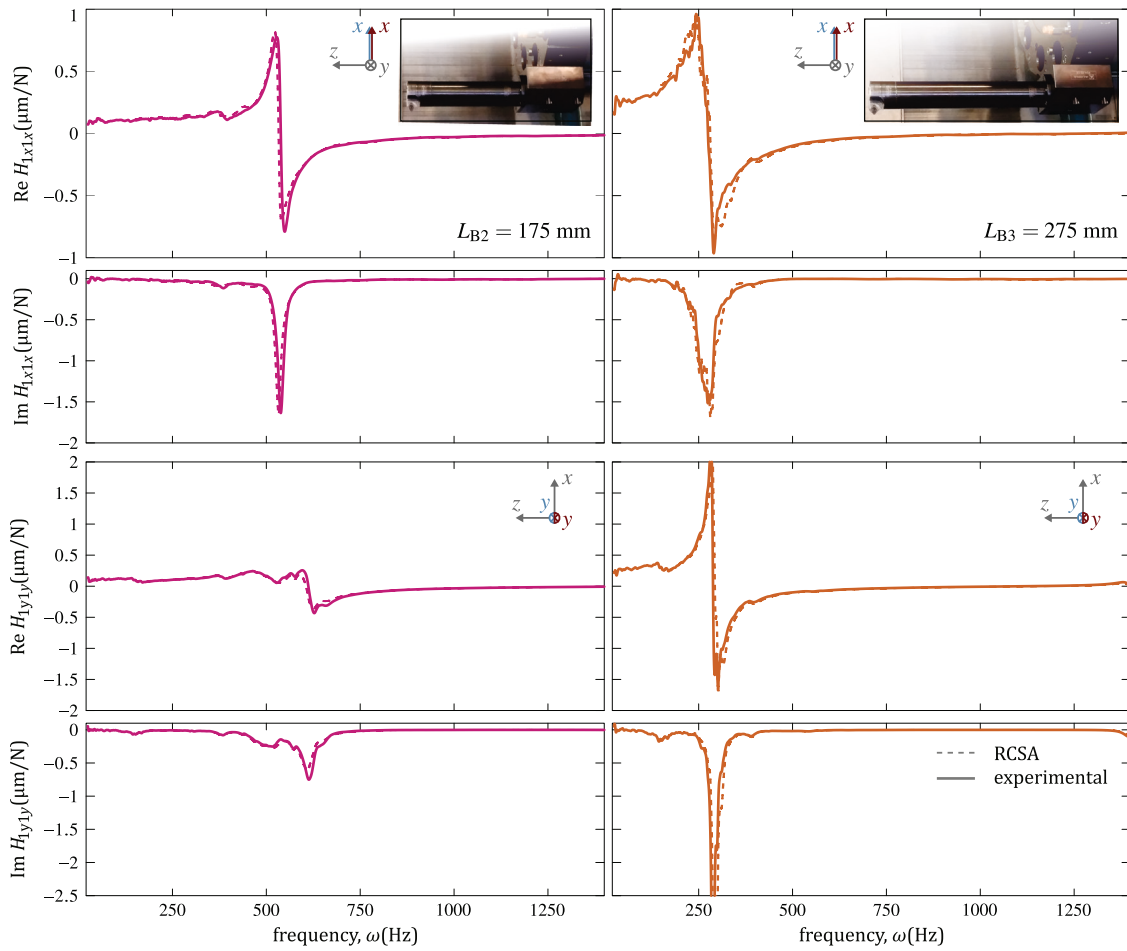 1
0.5
0
−0.5
−1
Re H1x1x(μm/N)
x x
z
y
LB2 = 175 mm
x x
z
y
LB3 = 275 mm
0
−0.5
−1
−1.5
−2
Im H1x1x(μm/N)
2
1.5
1
0.5
0
−0.5
−1
−1.5
−2
Re H1y1y(μm/N)
x
z y
y
x
z y
y
0
−0.5
−1
−1.5
−2
−2.5
Im H1y1y(μm/N)
RCSA
experimental
250 500 750 1000 1250
250 500 750 1000 1250
frequency, ω(Hz)
frequency, ω(Hz)